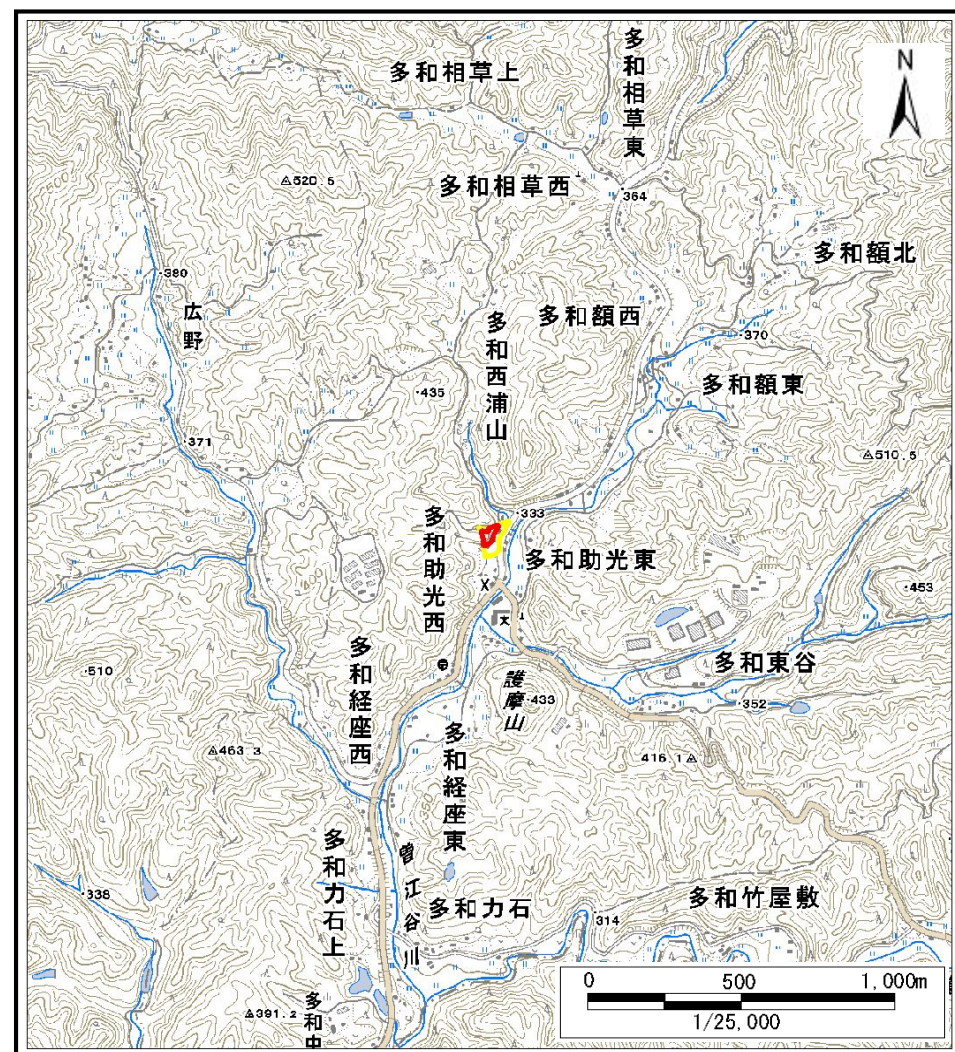 多和相草上
多和相草東
N
△520.5
多和相草西
・364
多和額北
・380
広野
多和西浦山
多和額西
・370
多和額東
・435
・371
△510.5
・333
多和助光西
多和助光東
・453
・510
多和経座西
護摩山
・433
多和東谷
・352
△463.3
416.1△
多和経座東
350
多和力石上
曽江谷川
・338
多和力石
314
多和竹屋敷
△391.2
多和中
0 500 1,000m
1/25,000